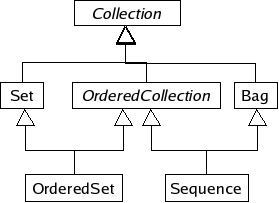 Collection
Set
OrderedCollection
Bag
OrderedSet
Sequence